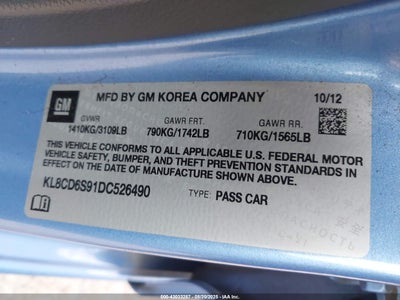 GM
MFD BY GM KOREA COMPANY
10/12
GVWR
GAWR FRT.
GAWR RR.
1410KG/3109LB
790KG/1742LB
710KG/1565LB
THIS VEHICLE CONFORMS TO ALL APPLICABLE U.S. FEDERAL MOTOR
VEHICLE SAFETY, BUMPER, AND THEFT PREVENTION STANDARDS IN
EFFECT ON THE DATE OF MANUFACTURE SHOWN ABOVE.
KL8CD6S91DC526490
TYPE: PASS CAR